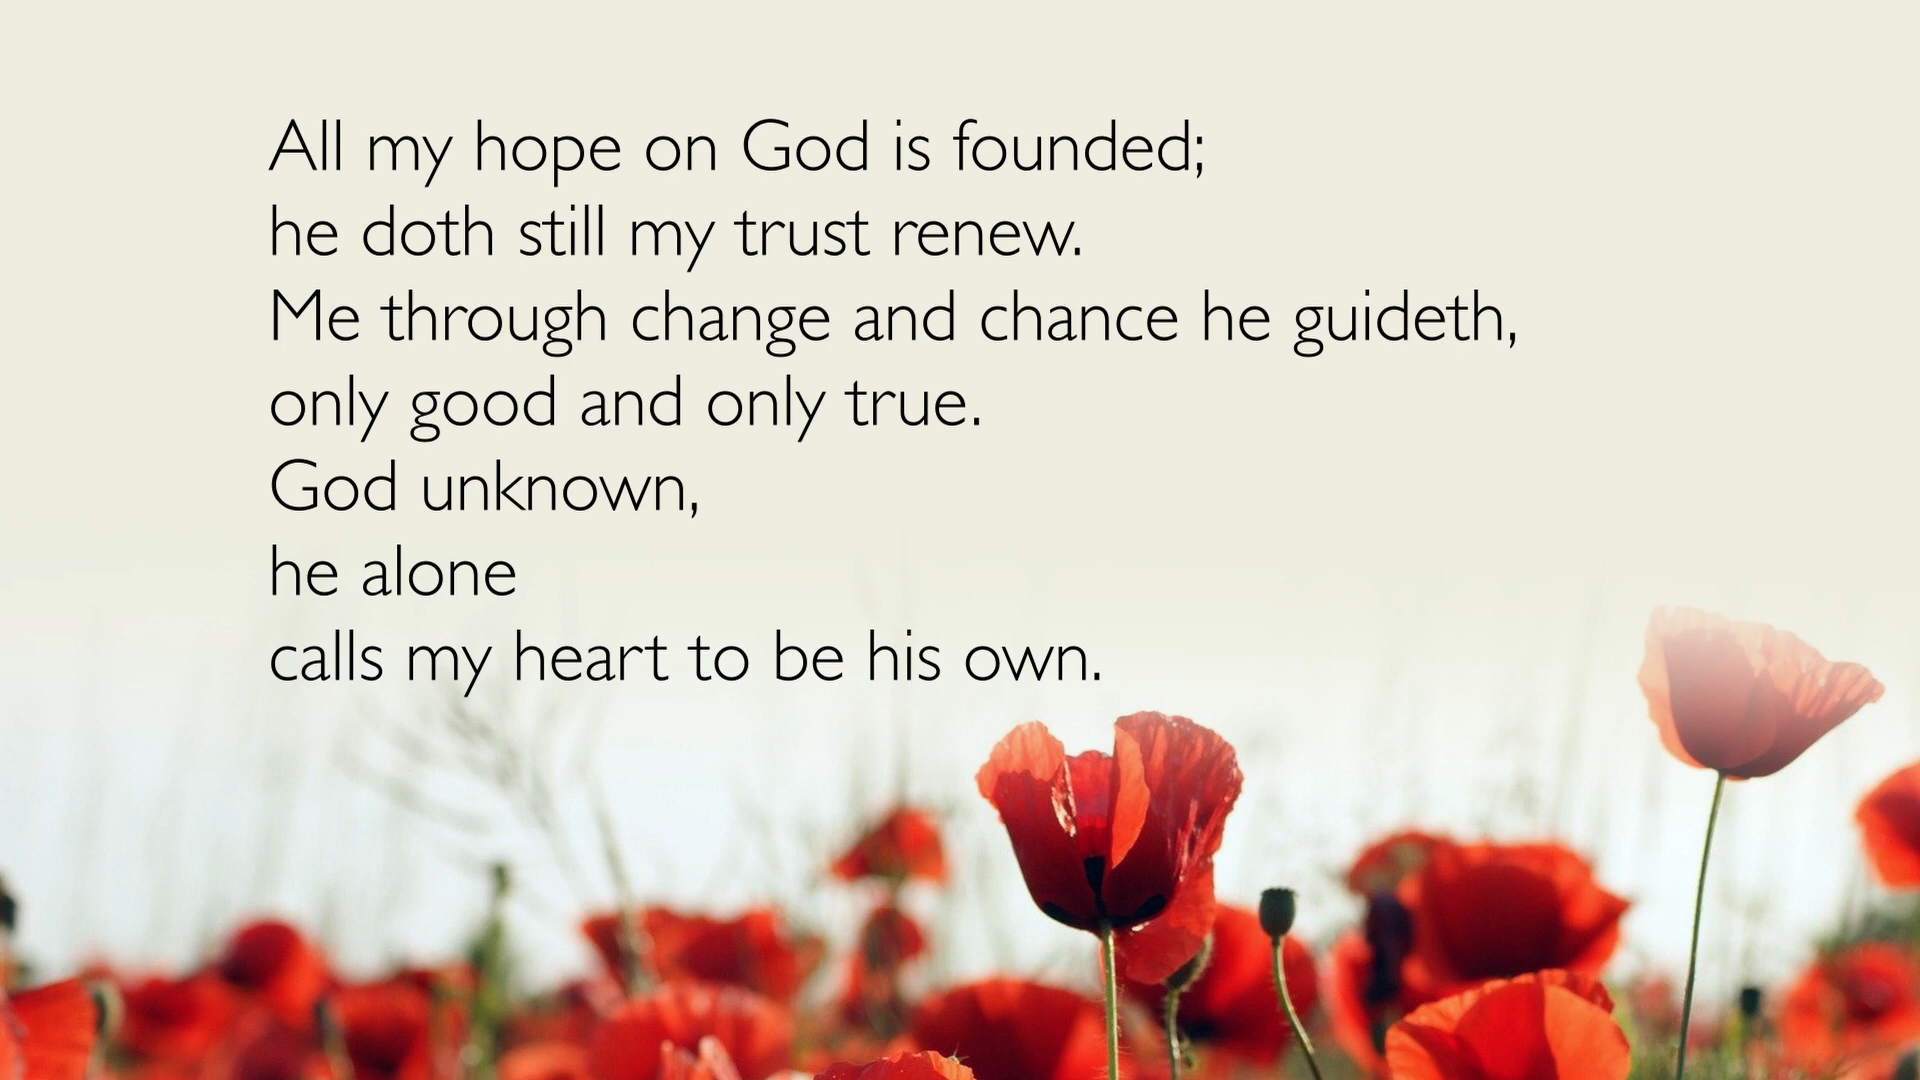 All my hope on God is founded;
he doth still my trust renew.
Me through change and chance he guideth,
only good and only true.
God unknown,
he alone
calls my heart to be his own.